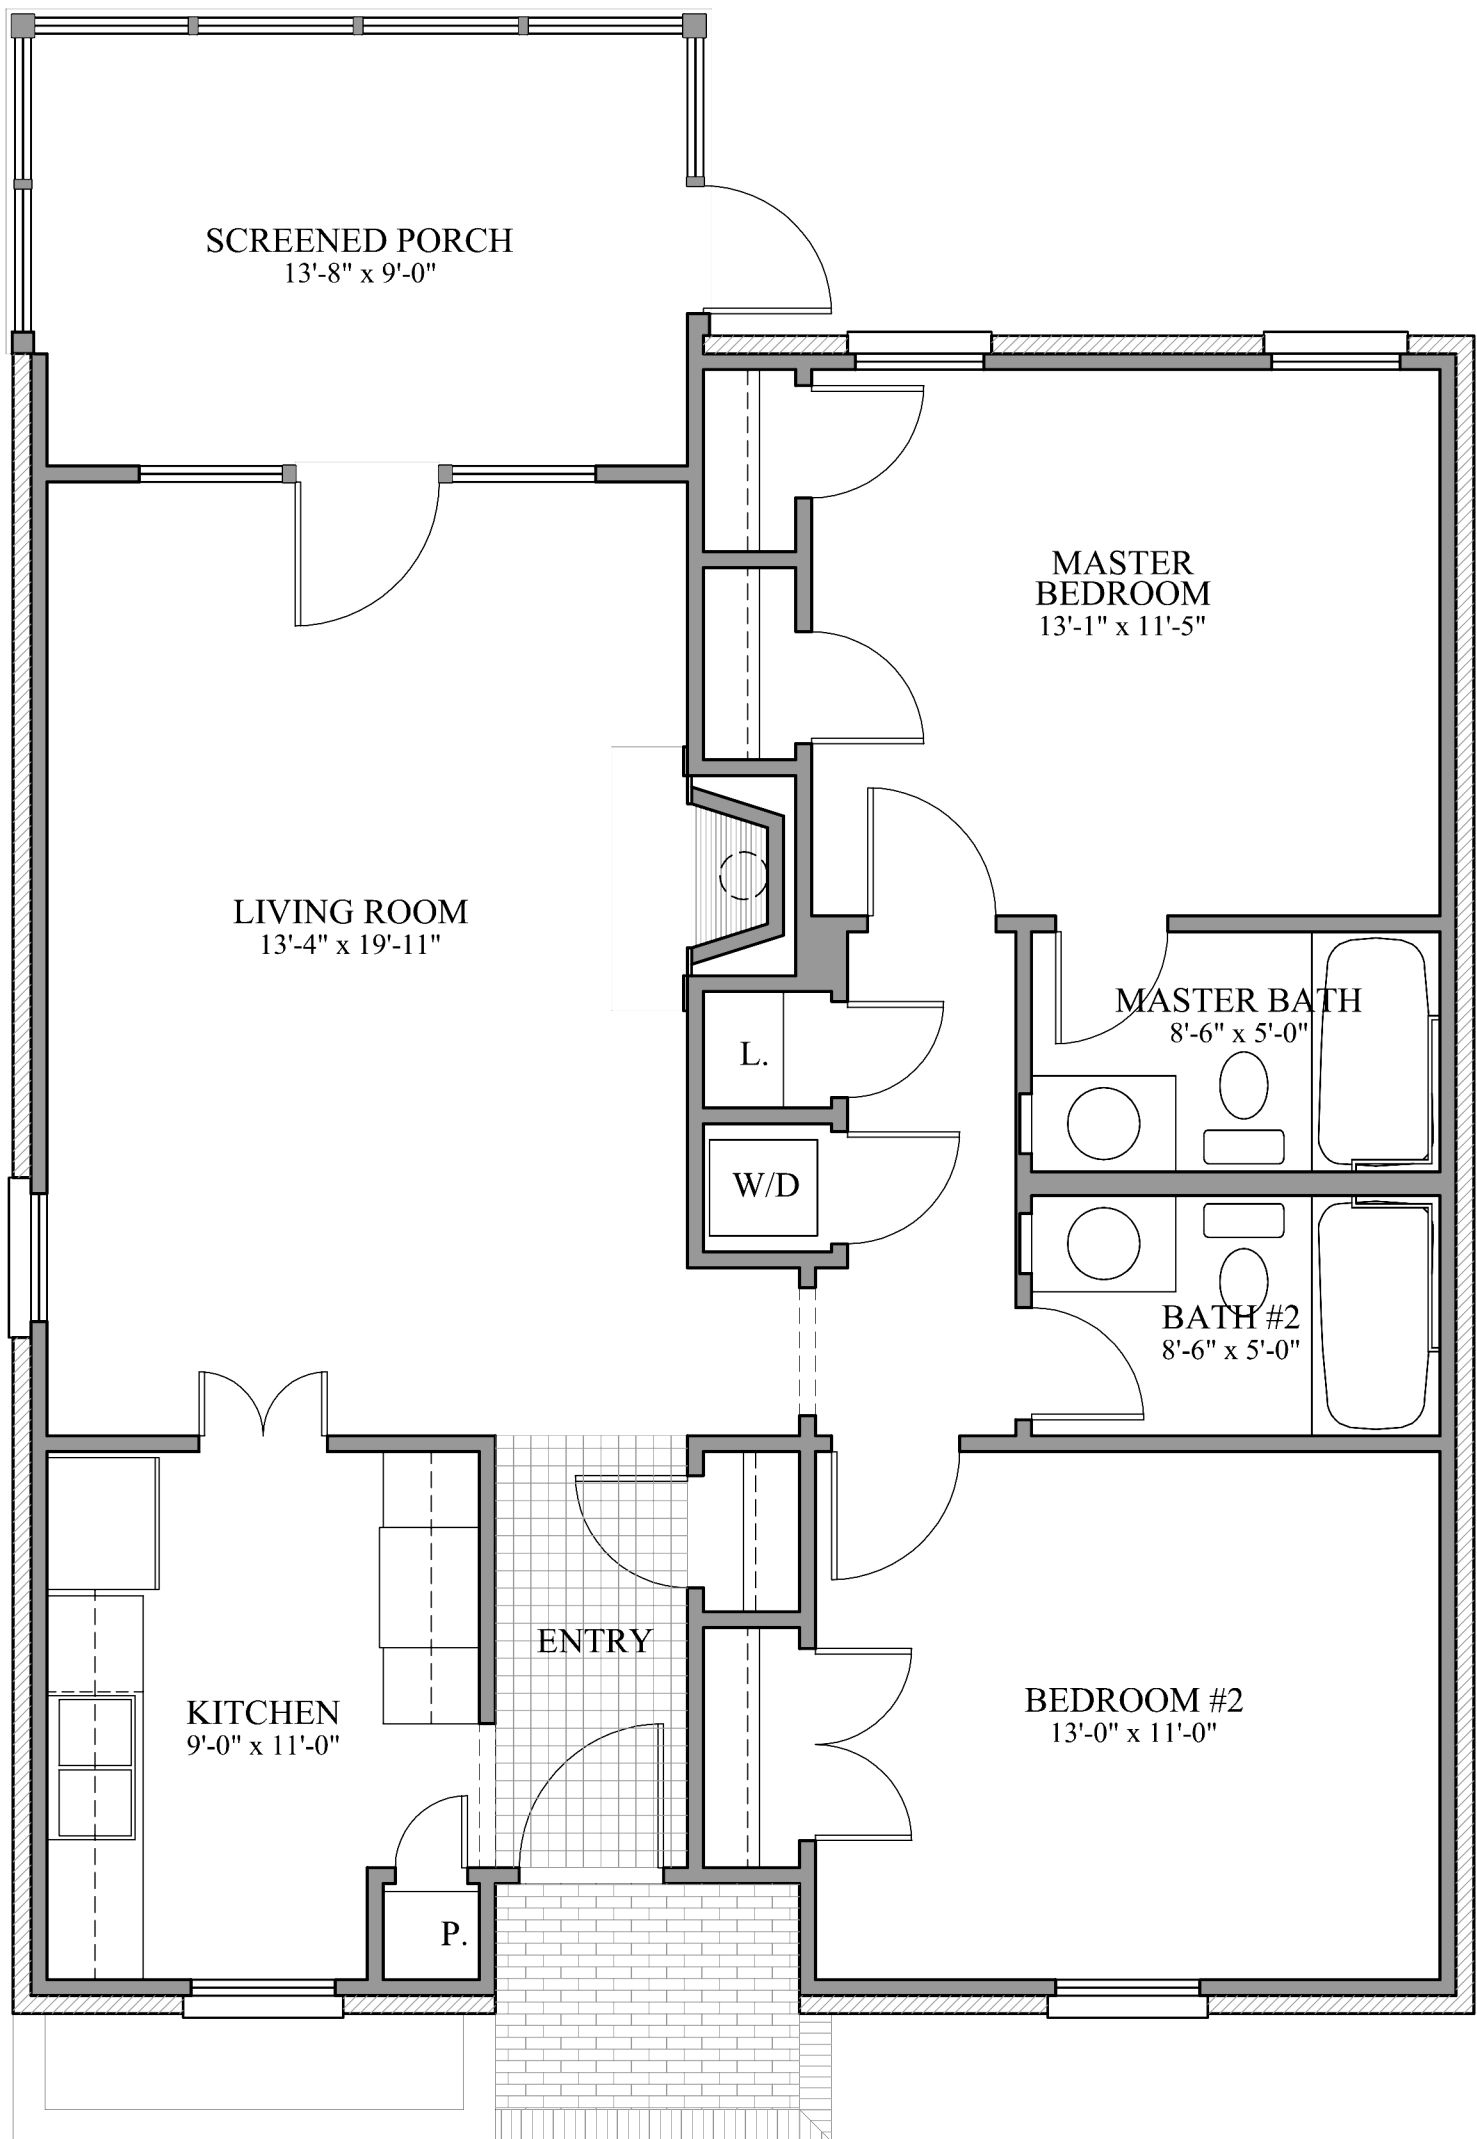 SCREENED PORCH
13'-8" x 9'-0"
MASTER
BEDROOM
13'-1" x 11'-5"
LIVING ROOM
13'-4" x 19'-11"
MASTER BATH
8'-6" x 5'-0"
L.
W/D
BATH #2
8'-6" x 5'-0"
ENTRY
KITCHEN
9'-0" x 11'-0"
BEDROOM #2
13'-0" x 11'-0"
P.